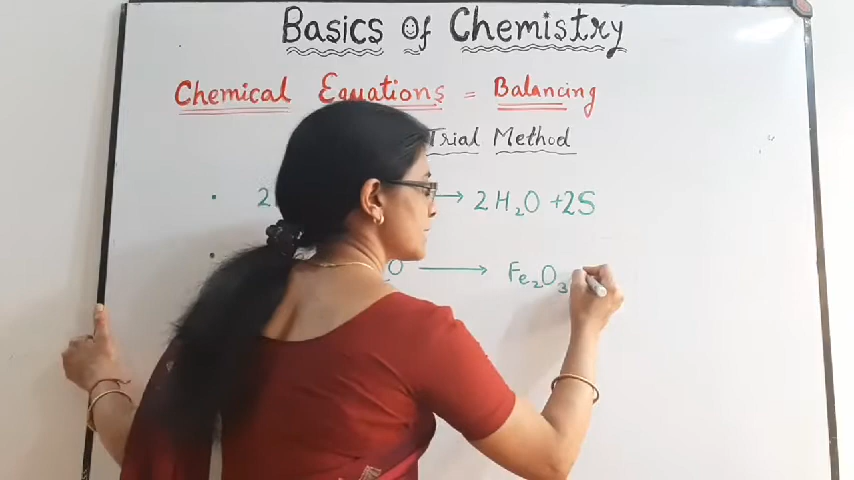 Basics of Chemistry
Chemical Equations = Balancing
Trial Method
• 2 → 2H₂O + 2S
• O → Fe₂O₃